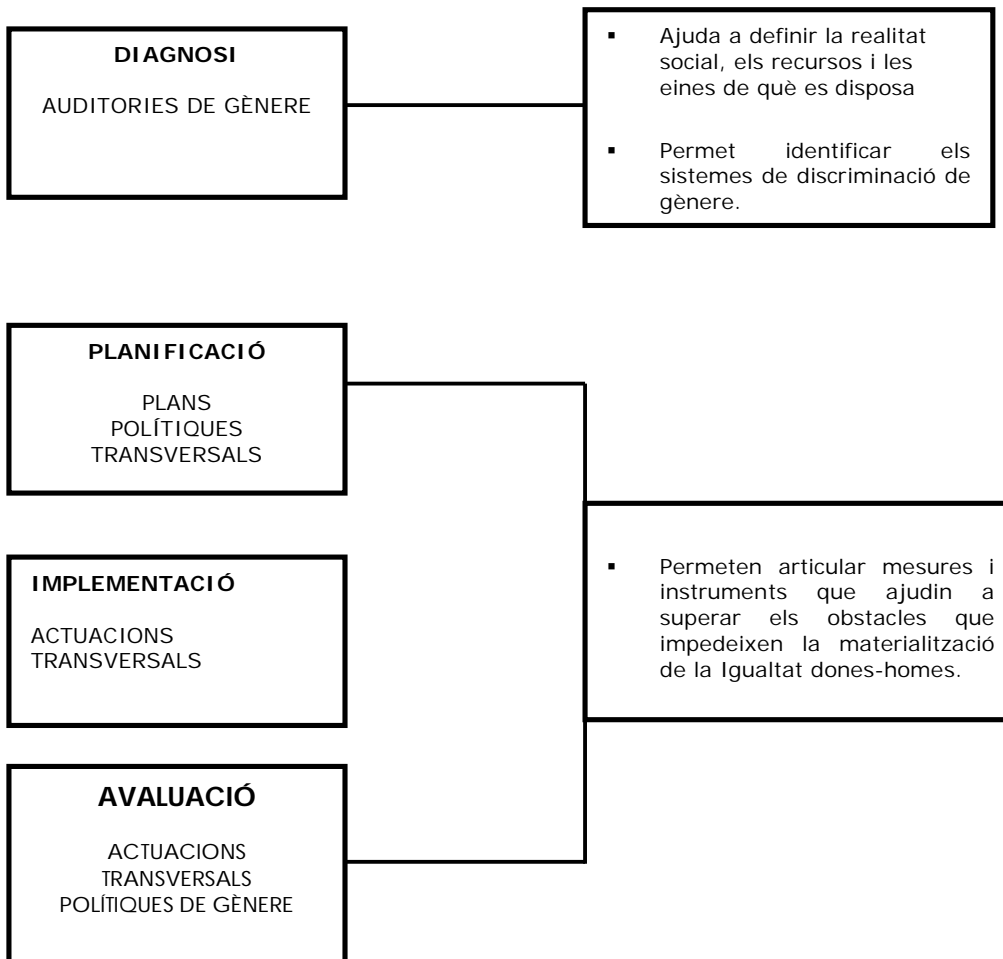 DIAGNOSI
AUDITORIES DE GÈNERE
▪ Ajuda a definir la realitat
social, els recursos i les
eines de què es disposa
▪ Permet identificar els
sistemes de discriminació de
gènere.
PLANIFICACIÓ
PLANS
POLÍTIQUES
TRANSVERSALS
IMPLEMENTACIÓ
ACTUACIONS
TRANSVERSALS
▪ Permeten articular mesures i
instruments que ajudin a
superar els obstacles que
impedeixen la materialització
de la Igualtat dones-homes.
AVALUACIÓ
ACTUACIONS
TRANSVERSALS
POLÍTIQUES DE GÈNERE